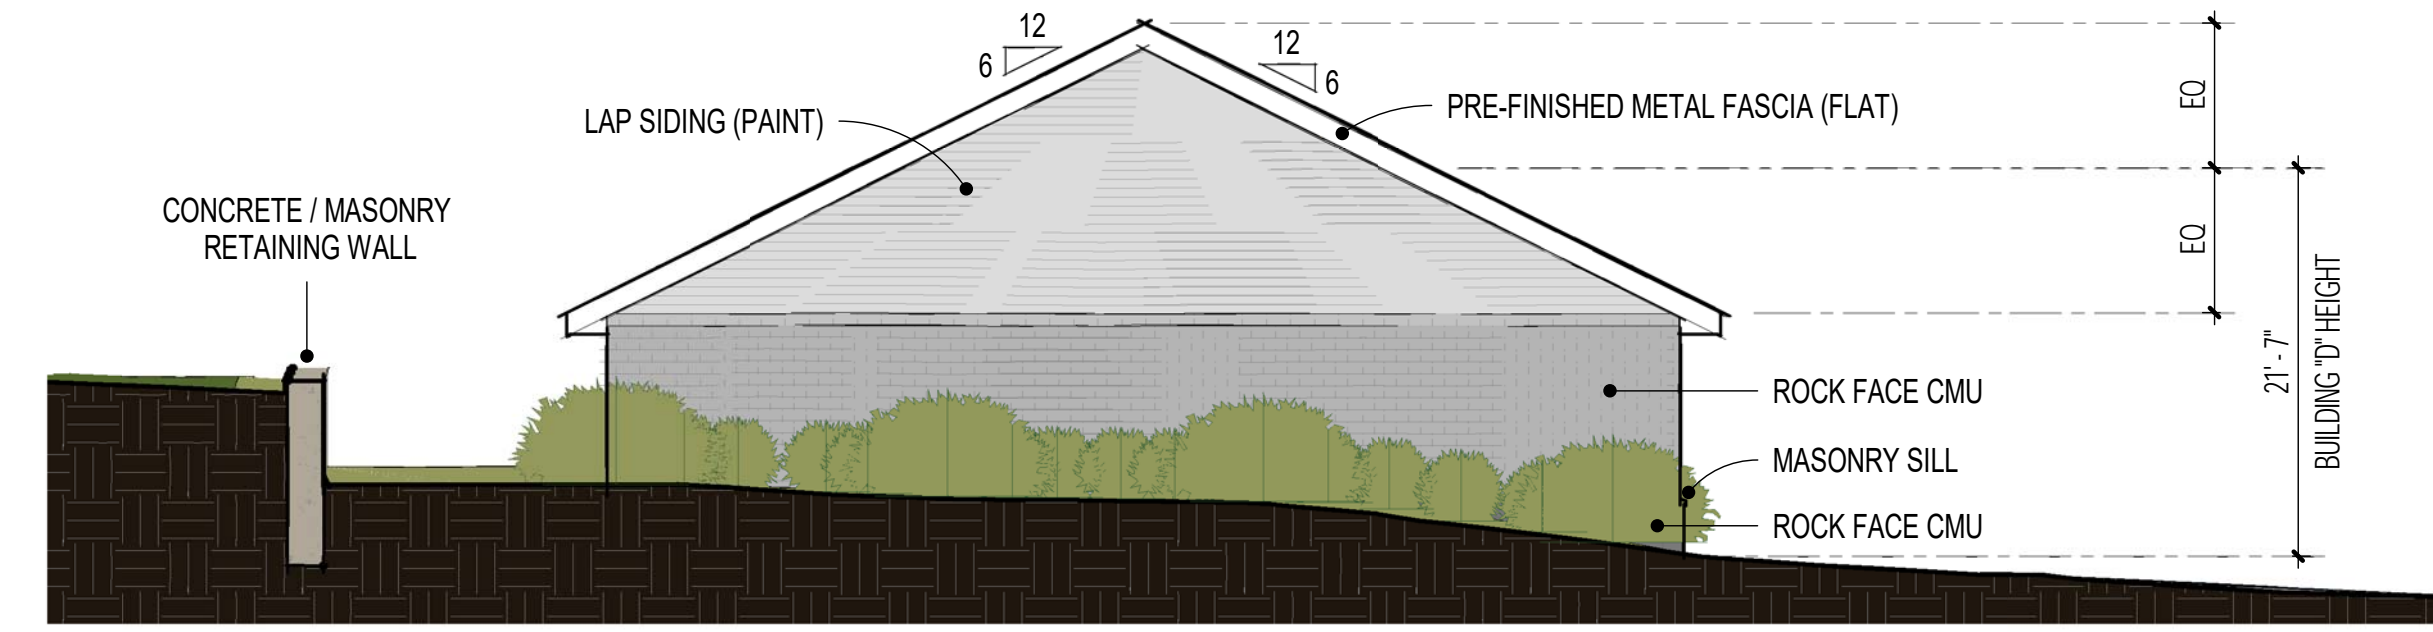 12
6
12
6
LAP SIDING (PAINT)
PRE-FINISHED METAL FASCIA (FLAT)
CONCRETE / MASONRY
RETAINING WALL
EQ
EQ
21' - 7"
BUILDING "D" HEIGHT
ROCK FACE CMU
MASONRY SILL
ROCK FACE CMU